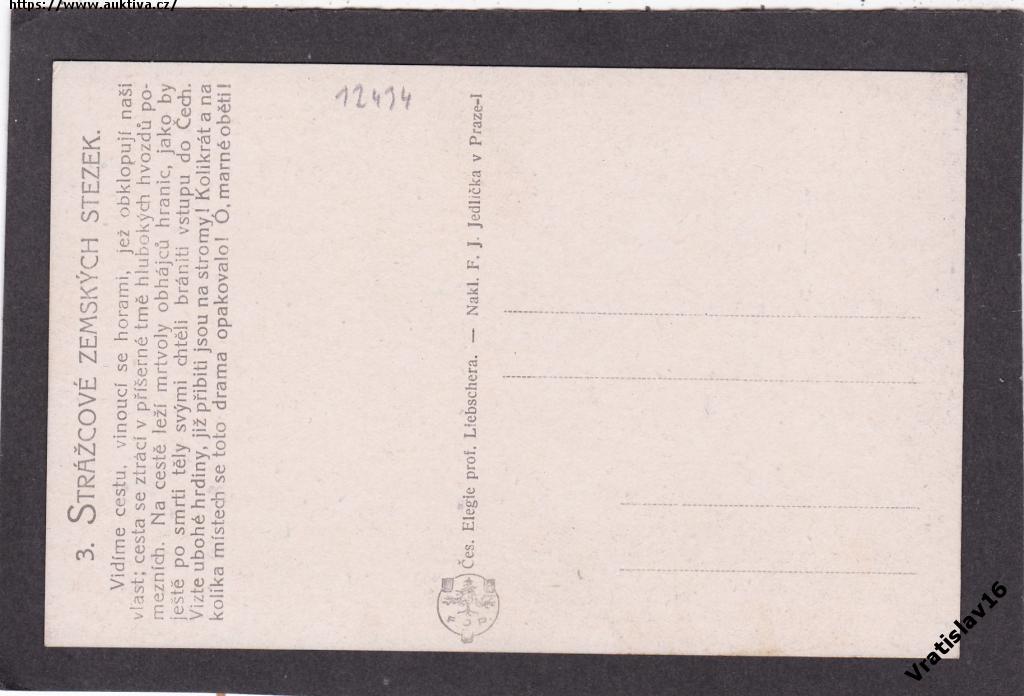 https://www.auktiva.cz/
12414
3. STRÁŽCOVÉ ZEMSKÝCH STEZEK.
Vidíme cestu, vinoucí se horami, jež obklopují naši
vlast; cesta se ztrácí v příšerné tmě hlubokých hvozdů po-
mezních. Na cestě leží mrtvoly obhájců hranic, jako by
ještě po smrti těly svými chtěli brániti vstupu do Čech.
Vizte ubohé hrdiny, již přibiti jsou na stromy! Kolikrát a na
kolika místech se toto drama opakovalo! Ó, marné oběti!
Čes. Elegie prof. Liebschera. — Nakl. F. J. Jedlička v Praze-I
Vratislav16